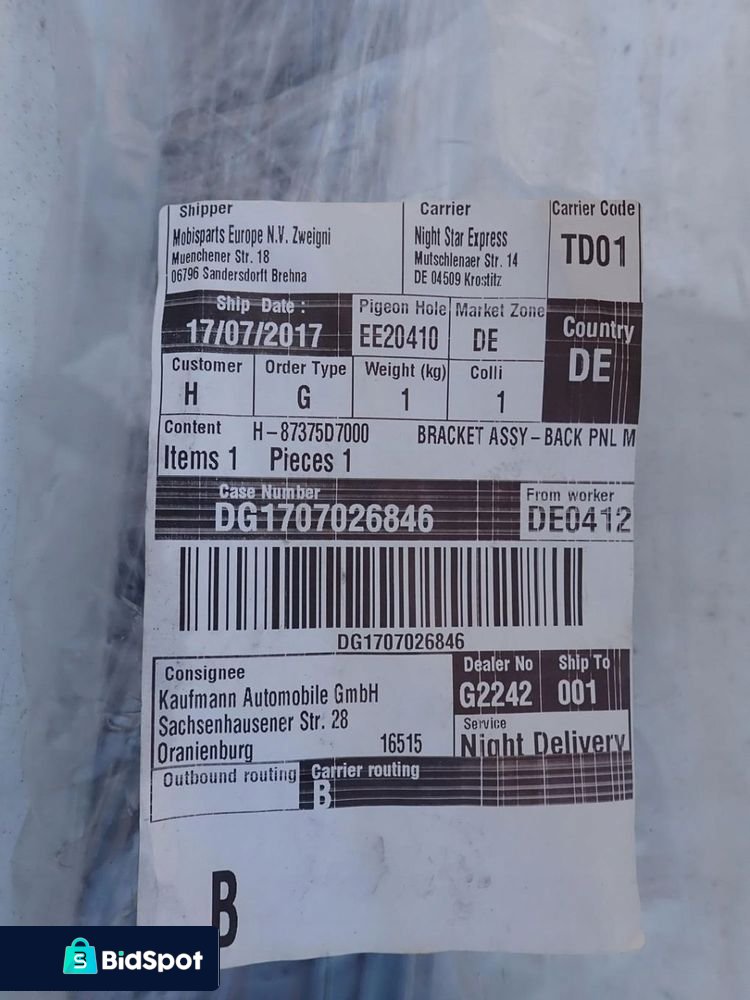 Shipper
Mobisparts Europe N.V. Zweigni
Muenchener Str. 18
06796 Sandersdorft Brehna
Carrier
Night Star Express
Mutschlenaer Str. 14
DE 04509 Krostitz
Carrier Code
TD01
Ship Date :
17/07/2017
Pigeon Hole
EE20410
Market Zone
DE
Country
DE
Customer
H
Order Type
G
Weight (kg)
1
Colli
1
Content H-87375D7000 BRACKET ASSY-BACK PNL M
Items 1 Pieces 1
Case Number
DG1707026846
From worker
DE0412
DG1707026846
Consignee
Kaufmann Automobile GmbH
Sachsenhausener Str. 28
Oranienburg 16515
Dealer No
G2242
Ship To
001
Service
Night Delivery
Outbound routing
Carrier routing
B
B
S BidSpot